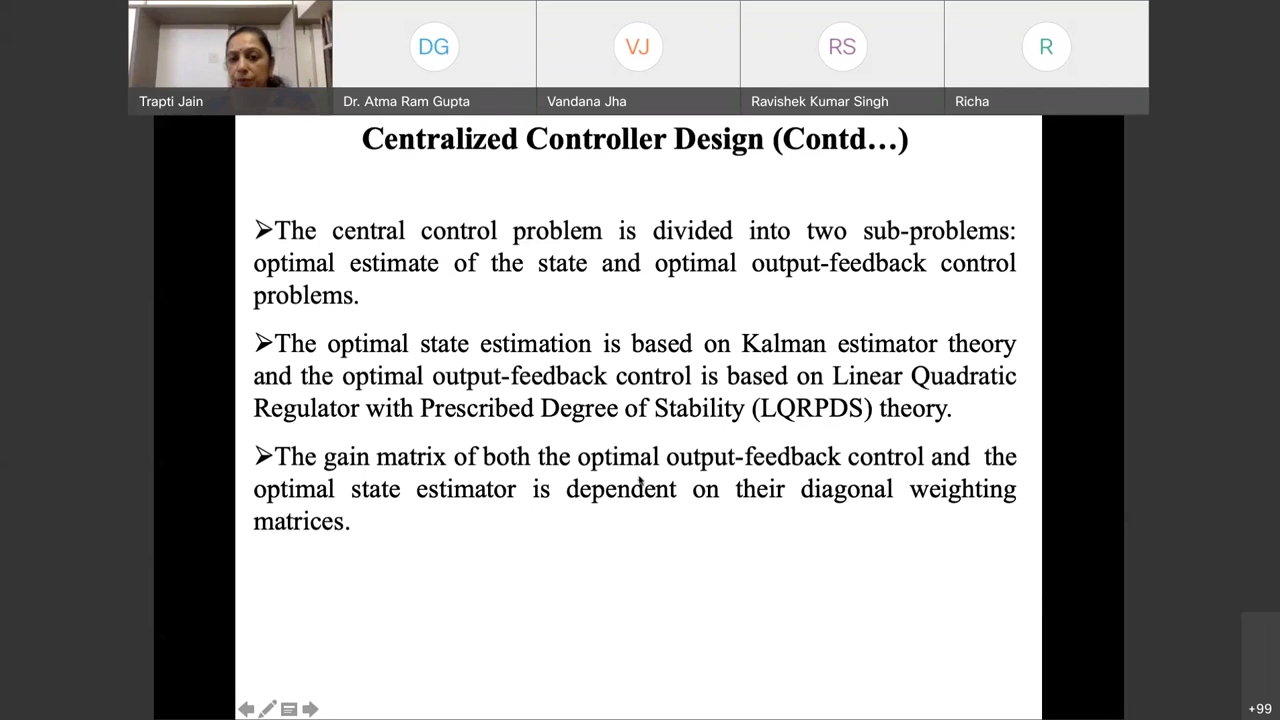 DG
VJ
RS
R
Trapti Jain
Dr. Atma Ram Gupta
Vandana Jha
Ravishek Kumar Singh
Richa
Centralized Controller Design (Contd…)
➢The central control problem is divided into two sub-problems:
optimal estimate of the state and optimal output-feedback control
problems.
➢The optimal state estimation is based on Kalman estimator theory
and the optimal output-feedback control is based on Linear Quadratic
Regulator with Prescribed Degree of Stability (LQRPDS) theory.
➢The gain matrix of both the optimal output-feedback control and the
optimal state estimator is dependent on their diagonal weighting
matrices.
+99